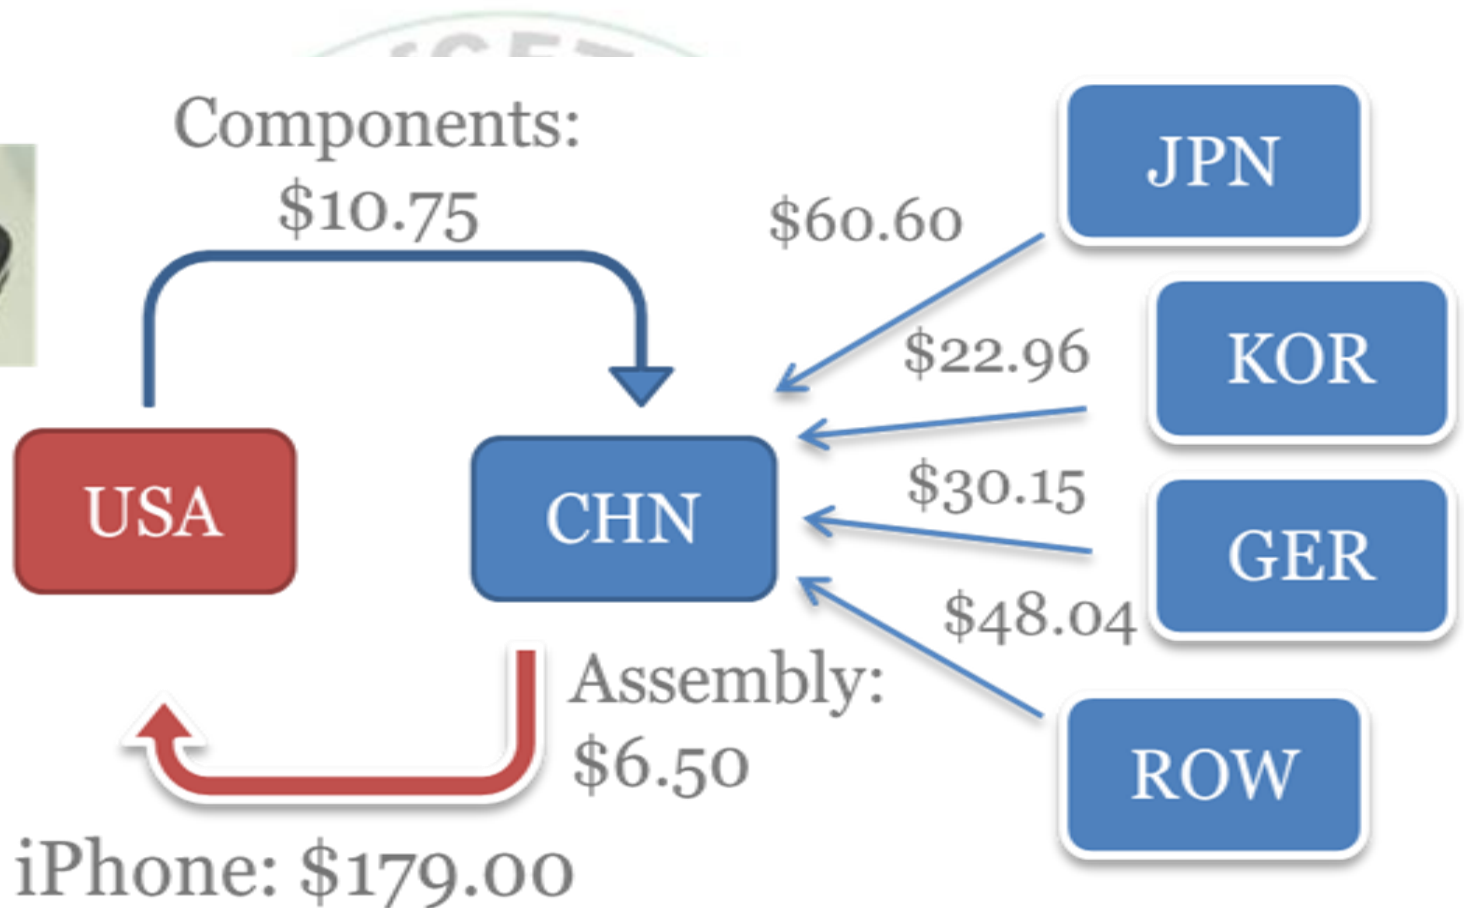 Components:
$10.75
$60.60
JPN
$22.96
KOR
USA
CHN
$30.15
GER
$48.04
Assembly:
$6.50
ROW
iPhone: $179.00